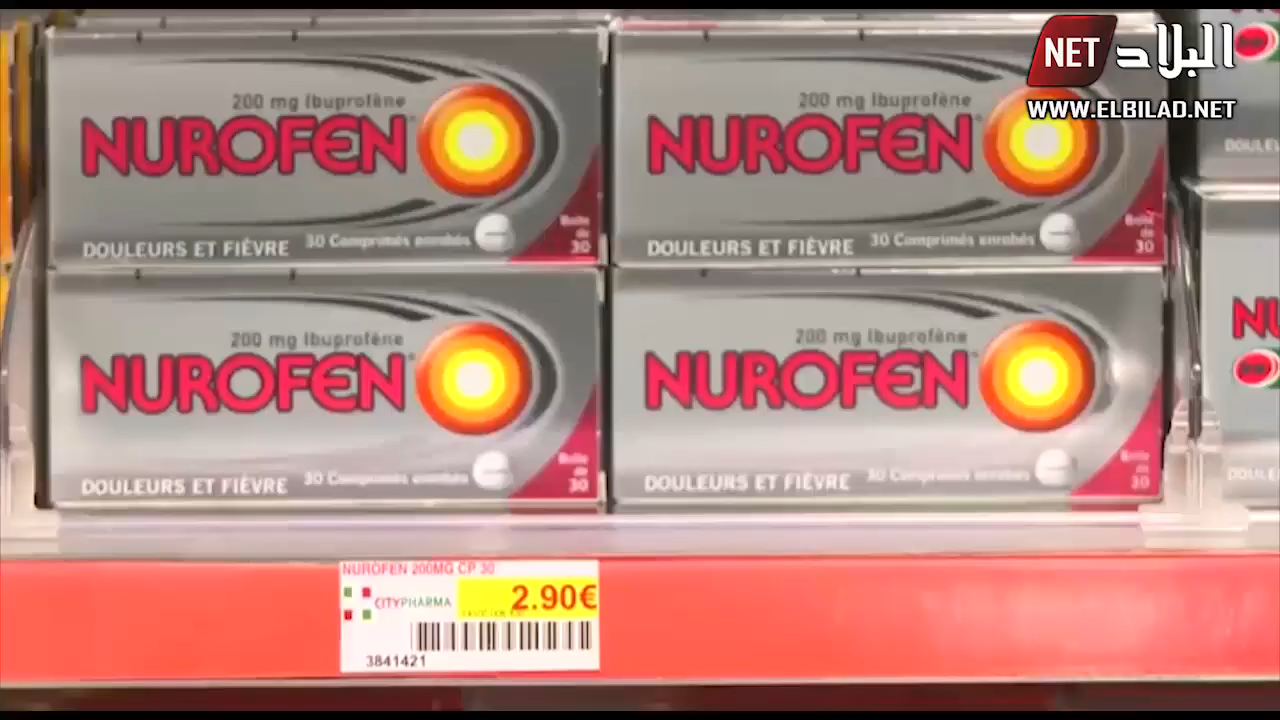 NET البلاد
WWW.ELBILAD.NET
200 mg Ibuprofène
NUROFEN
DOULEURS ET FIÈVRE
30 Comprimés enrobés
Boîte
de
30
200 mg Ibuprofène
NUROFEN
DOULEURS ET FIÈVRE
30 Comprimés enrobés
Boîte
de
30
DOULEU
200 mg Ibuprofène
NUROFEN
DOULEURS ET FIÈVRE
30 Comprimés enrobés
Boîte
de
30
200 mg Ibuprofène
NUROFEN
DOULEURS ET FIÈVRE
30 Comprimés enrobés
Boîte
de
30
NU
DOULEU
NUROFEN 200MG CP 30
CITYPHARMA
2.90€
3841421